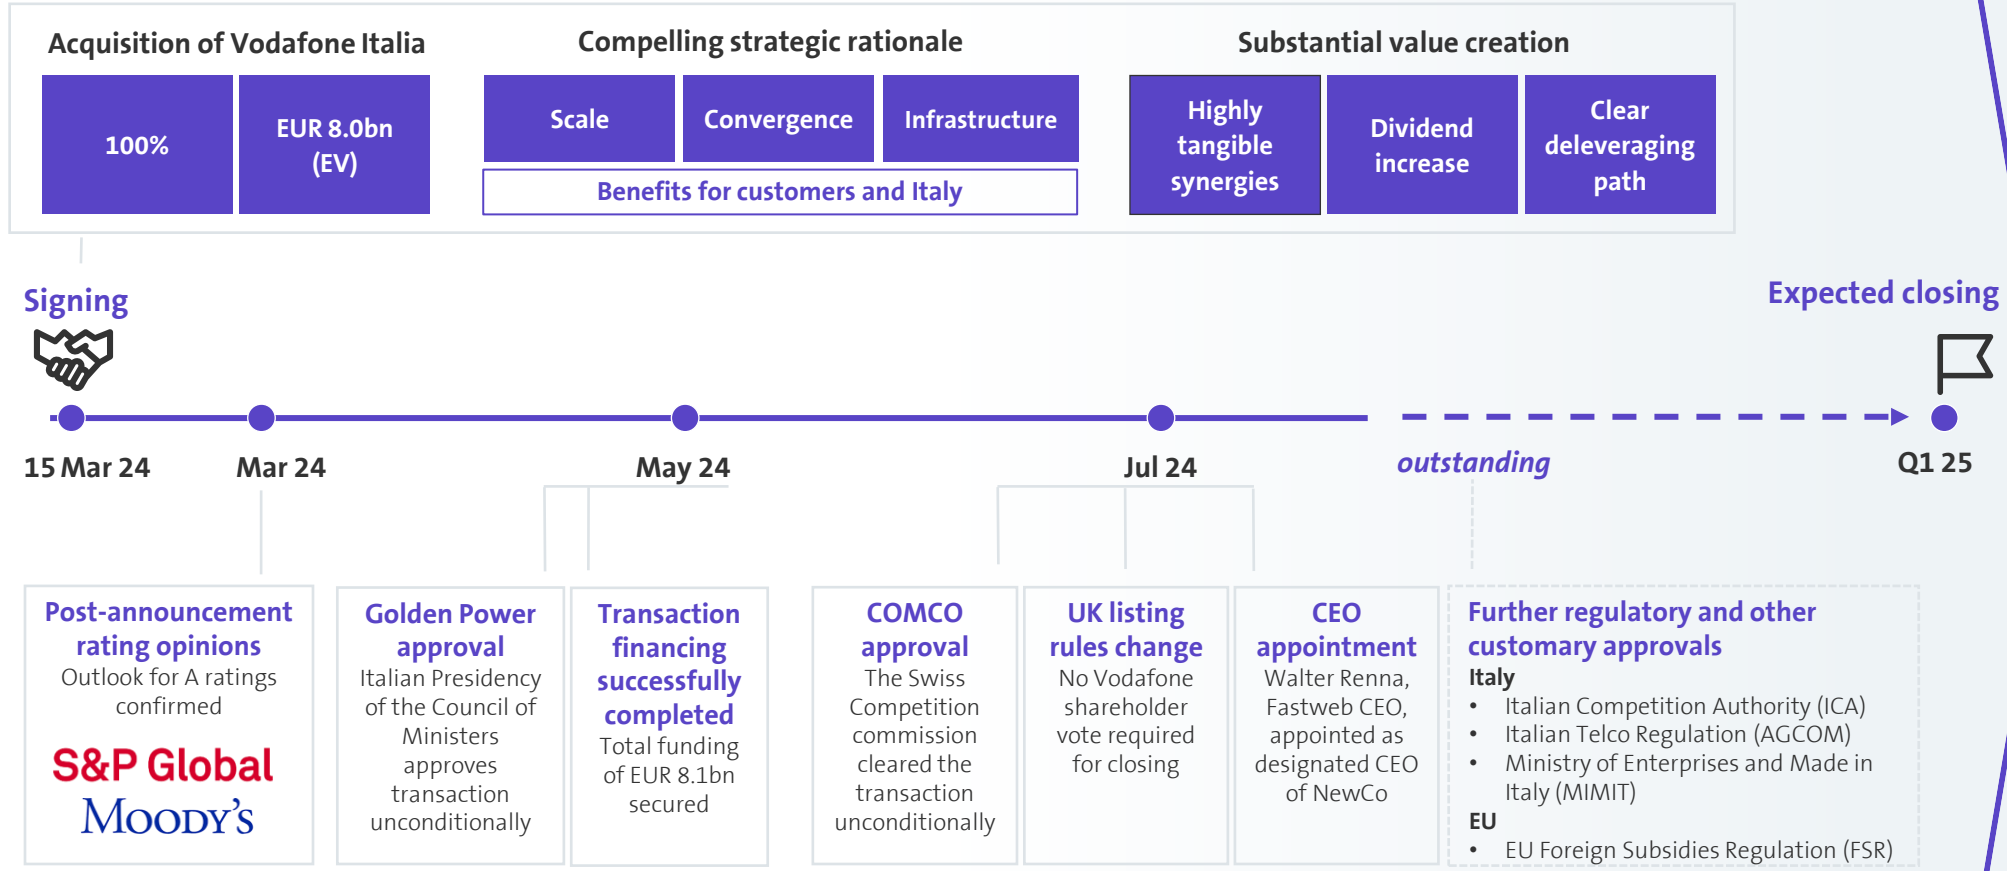 Acquisition of Vodafone Italia
100%
EUR 8.0bn
(EV)
Compelling strategic rationale
Scale
Convergence
Infrastructure
Benefits for customers and Italy
Substantial value creation
Highly
tangible
synergies
Dividend
increase
Clear
deleveraging
path
Signing
Expected closing
15 Mar 24
Mar 24
May 24
Jul 24
outstanding
Q1 25
Post-announcement
rating opinions
Outlook for A ratings
confirmed
S&P Global
MOODY'S
Golden Power
approval
Italian Presidency
of the Council of
Ministers
approves
transaction
unconditionally
Transaction
financing
successfully
completed
Total funding
of EUR 8.1bn
secured
COMCO
approval
The Swiss
Competition
commission
cleared the
transaction
unconditionally
UK listing
rules change
No Vodafone
shareholder
vote required
for closing
CEO
appointment
Walter Renna,
Fastweb CEO,
appointed as
designated CEO
of NewCo
Further regulatory and other
customary approvals
Italy
• Italian Competition Authority (ICA)
• Italian Telco Regulation (AGCOM)
• Ministry of Enterprises and Made in
Italy (MIMIT)
EU
• EU Foreign Subsidies Regulation (FSR)